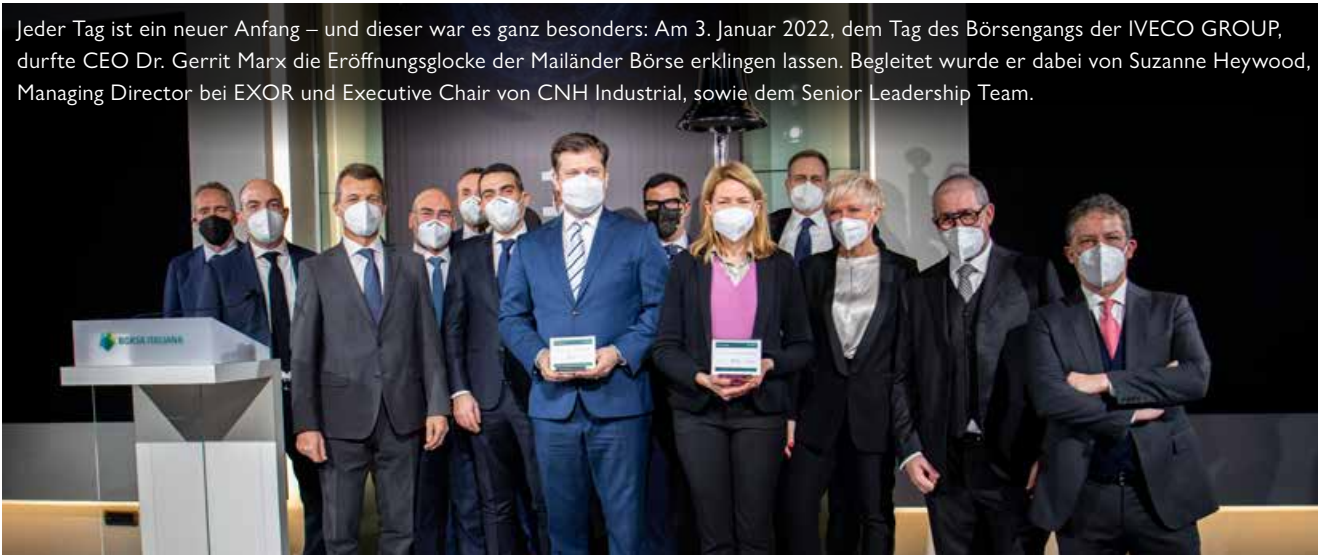 Jeder Tag ist ein neuer Anfang – und dieser war es ganz besonders: Am 3. Januar 2022, dem Tag des Börsengangs der IVECO GROUP,
durfte CEO Dr. Gerrit Marx die Eröffnungsglocke der Mailänder Börse erklingen lassen. Begleitet wurde er dabei von Suzanne Heywood,
Managing Director bei EXOR und Executive Chair von CNH Industrial, sowie dem Senior Leadership Team.
BORSA ITALIANA